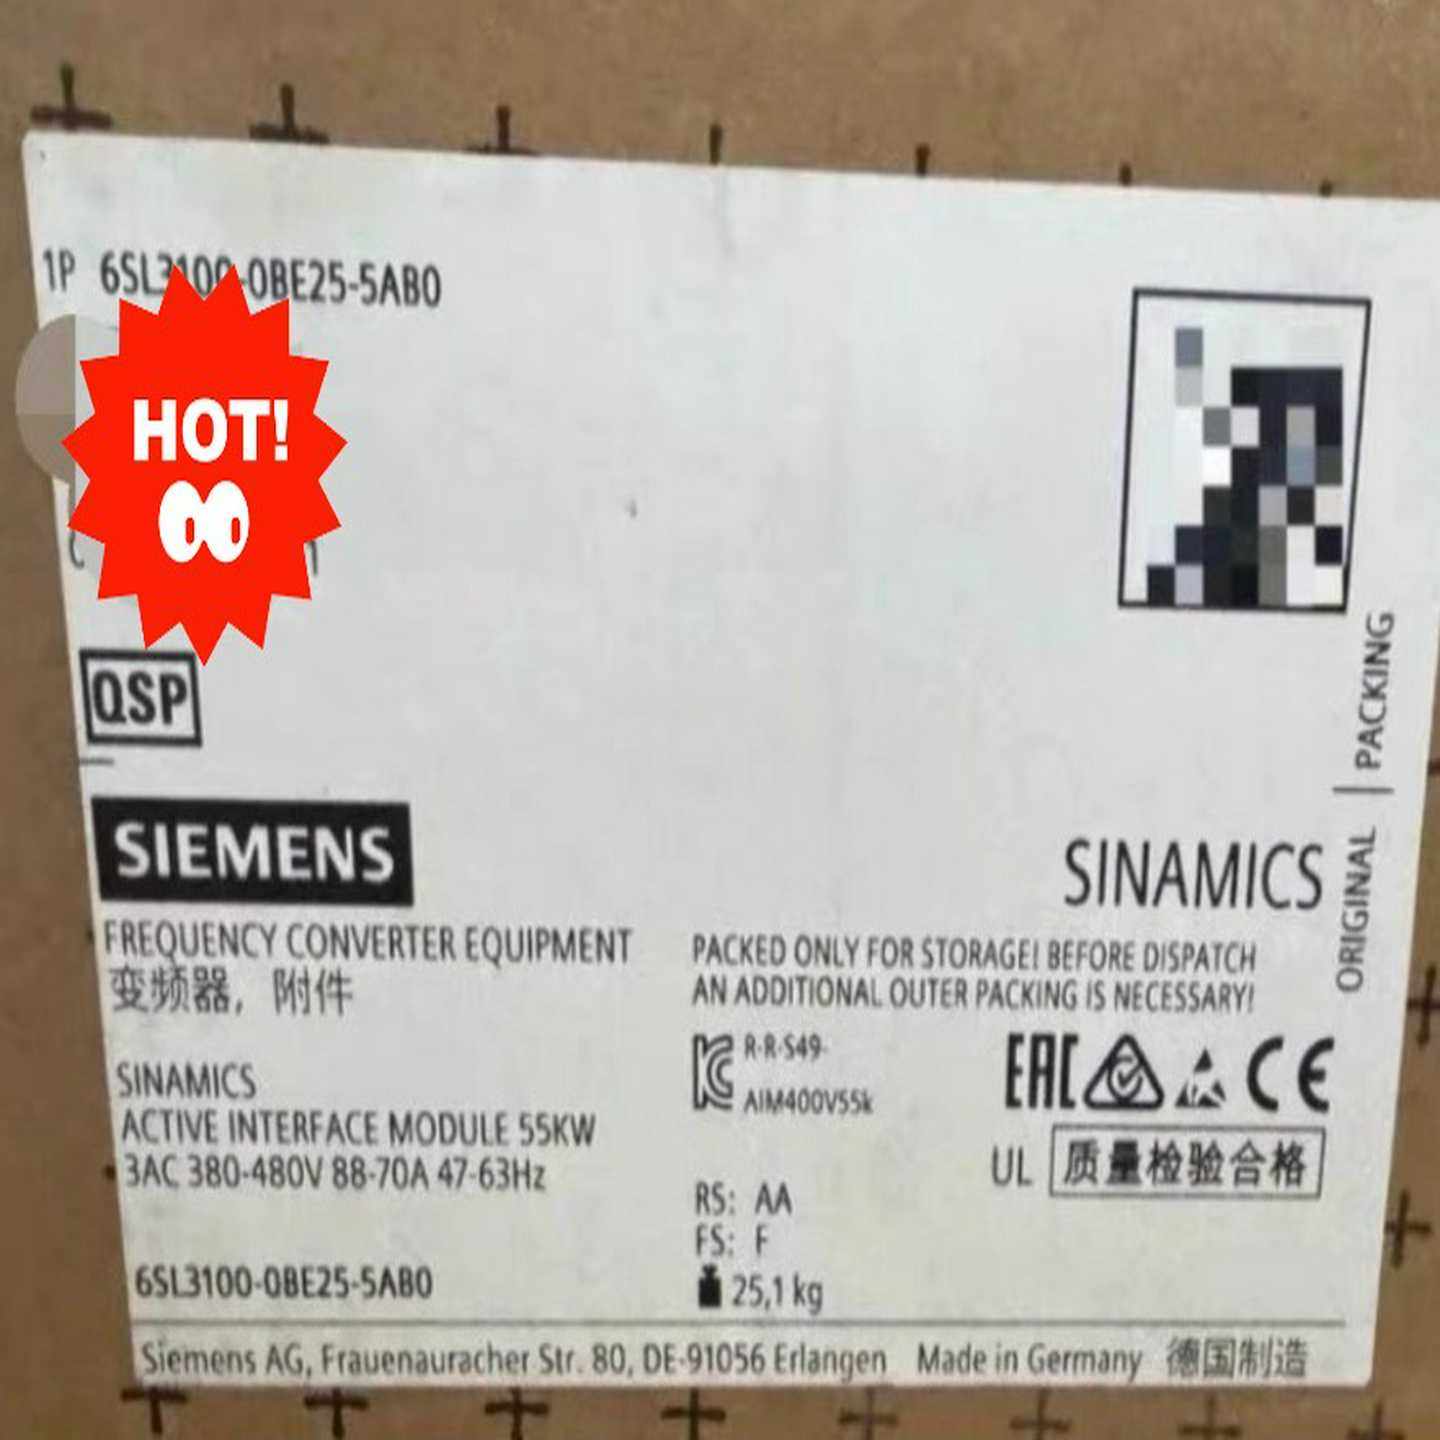 1P 6SL3100-0BE25-5AB0
HOT!
QSP
SIEMENS
SINAMICS
ORIGINAL | PACKING
FREQUENCY CONVERTER EQUIPMENT
变频器，附件
PACKED ONLY FOR STORAGE! BEFORE DISPATCH
AN ADDITIONAL OUTER PACKING IS NECESSARY!
R-R-S49-
AIM400V55k
EAC CE
UL 质量检验合格
SINAMICS
ACTIVE INTERFACE MODULE 55KW
3AC 380-480V 88-70A 47-63Hz
RS: AA
FS: F
25,1 kg
6SL3100-0BE25-5AB0
Siemens AG, Frauenauracher Str. 80, DE-91056 Erlangen Made in Germany 德国制造